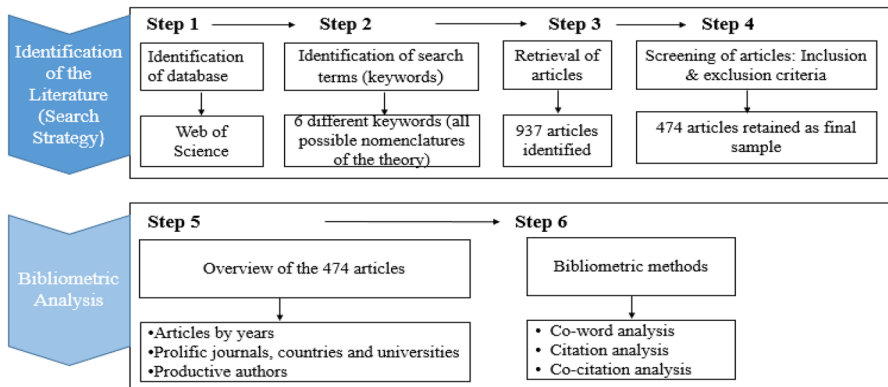 Identification
of the
Literature
(Search
Strategy)
Step 1
Step 2
Step 3
Step 4
Identification
of database
Identification of search
terms (keywords)
Retrieval of
articles
Screening of articles: Inclusion
& exclusion criteria
Web of
Science
6 different keywords (all
possible nomenclatures
of the theory)
937 articles
identified
474 articles retained as final
sample
Bibliometric
Analysis
Step 5
Step 6
Overview of the 474 articles
Bibliometric methods
•Articles by years
•Prolific journals, countries and universities
•Productive authors
• Co-word analysis
• Citation analysis
• Co-citation analysis